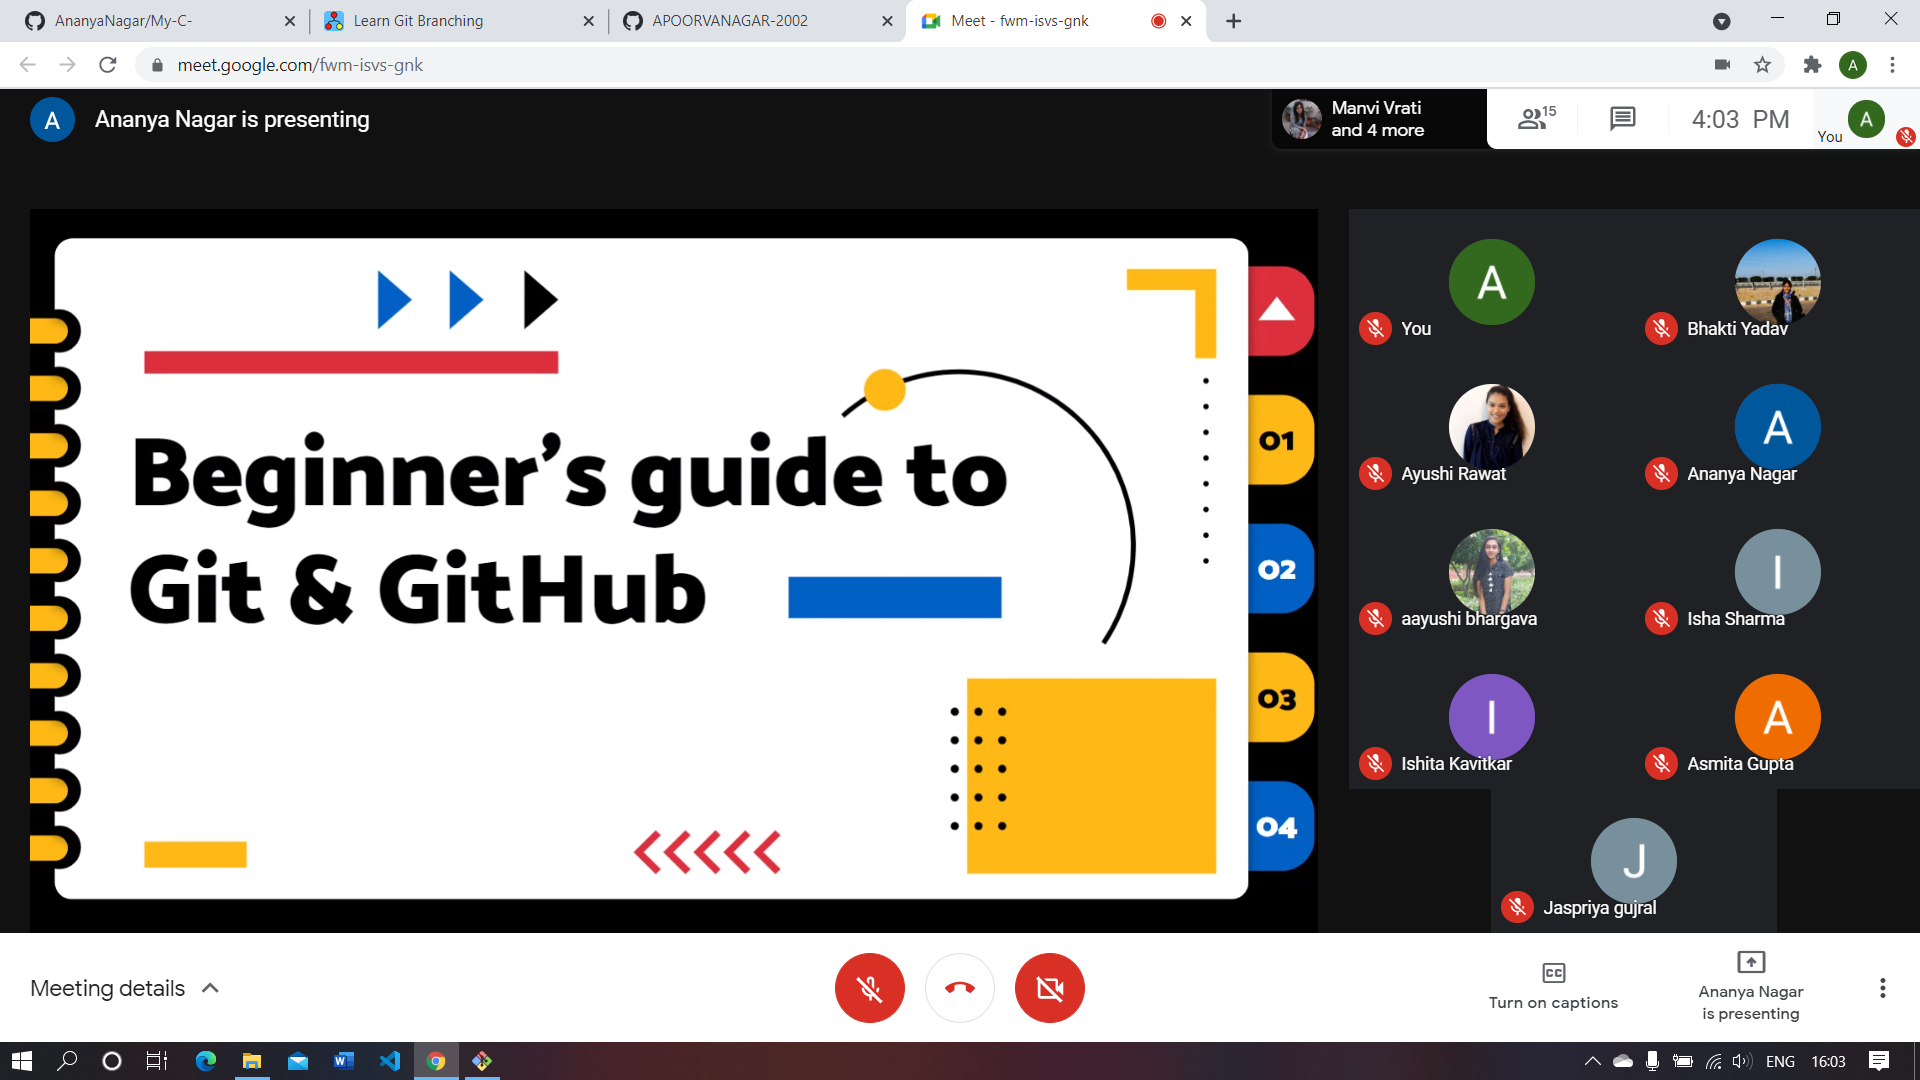 AnanyaNagar/My-C-
Learn Git Branching
APOORVANAGAR-2002
Meet - fwm-isvs-gnk
meet.google.com/fwm-isvs-gnk
A
A
Ananya Nagar is presenting
Manvi Vrati
and 4 more
15
4:03 PM
You
A
Beginner’s guide to
Git & GitHub
01
02
03
04
A
You
Bhakti Yadav
Ayushi Rawat
A
Ananya Nagar
aayushi bhargava
I
Isha Sharma
I
Ishita Kavitkar
A
Asmita Gupta
J
Jaspriya gujral
Meeting details
CC
Turn on captions
Ananya Nagar
is presenting
W
ENG
16:03